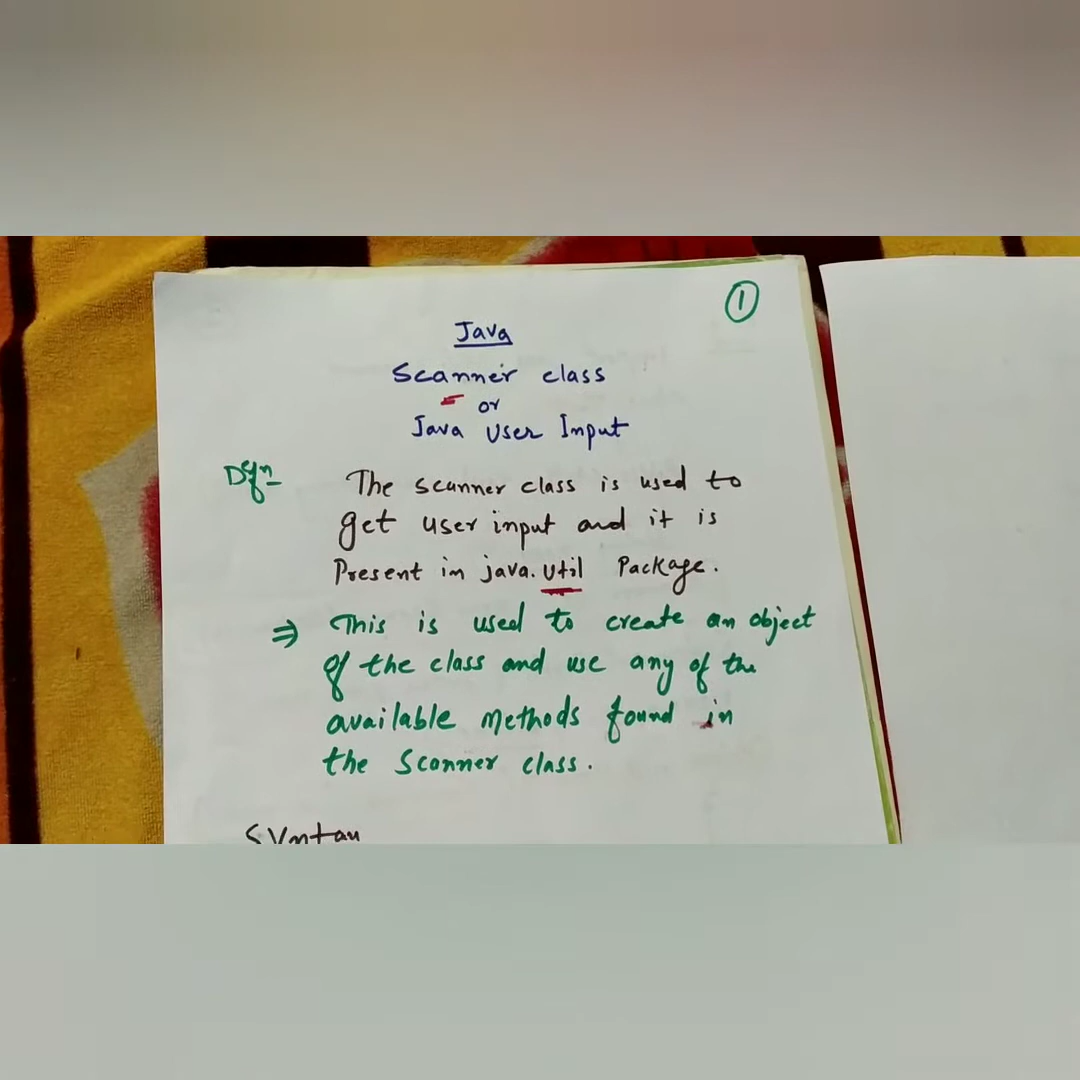 1
Java
Scanner class
or
Java User Input
Defn
The scanner class is used to
get user input and it is
Present in java.util Package.
⇒ This is used to create an object
of the class and use any of the
available methods found in
the Scanner class.
Syntax